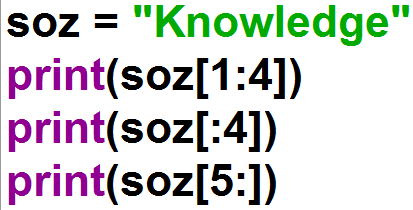 soz = "Knowledge"
print(soz[1:4])
print(soz[:4])
print(soz[5:])